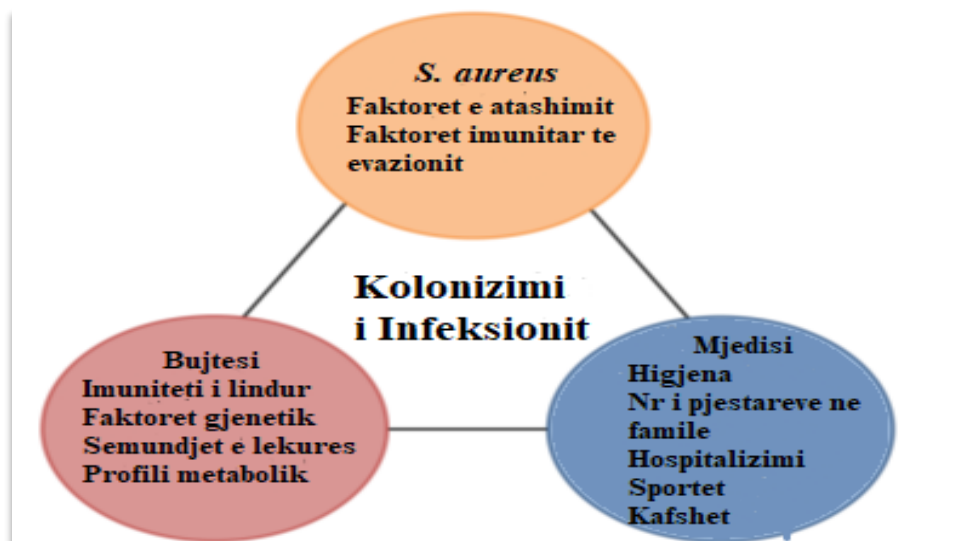 S. aureus
Faktoret e atashimit
Faktoret imunitar te
evazionit
Kolonizimi
i Infeksionit
Bujtesi
Imuniteti i lindur
Faktoret gjenetik
Semundjet e lekures
Profili metabolik
Mjedisi
Higjena
Nr i pjestareve ne
famile
Hospitalizimi
Sportet
Kafshet